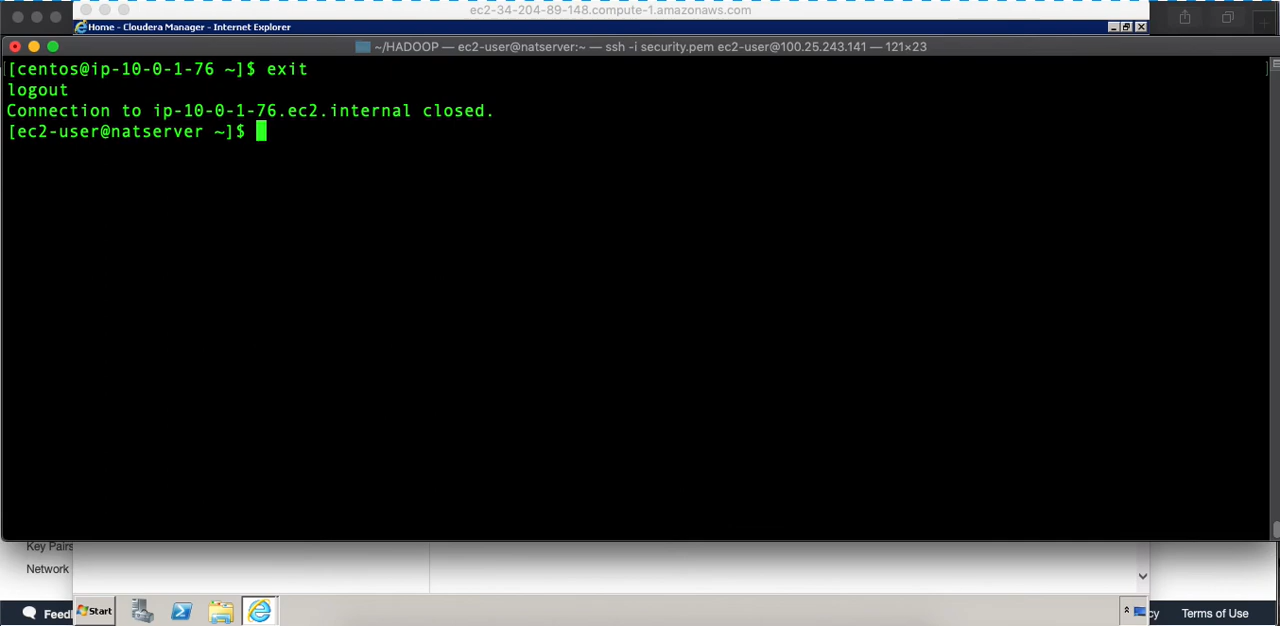 ec2-34-204-89-148.compute-1.amazonaws.com
Home - Cloudera Manager - Internet Explorer
~/HADOOP — ec2-user@natserver:~ — ssh -i security.pem ec2-user@100.25.243.141 — 121×23
[centos@ip-10-0-1-76 ~]$ exit
logout
Connection to ip-10-0-1-76.ec2.internal closed.
[ec2-user@natserver ~]$
Key Pairs
Network
Feed
Start
cy
Terms of Use